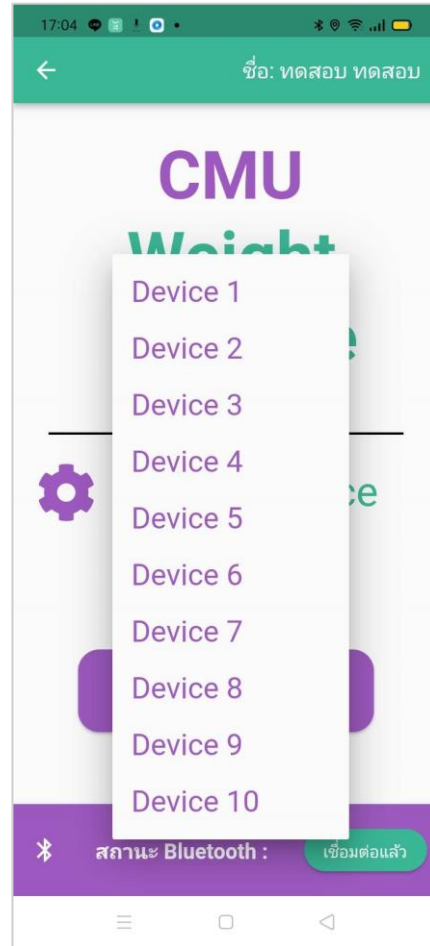 17:04
ชื่อ: ทดสอบ ทดสอบ
CMU
Weight
Device 1
Device 2
Device 3
Device 4
Device 5
Device 6
Device 7
Device 8
Device 9
Device 10
สถานะ Bluetooth :
เชื่อมต่อแล้ว